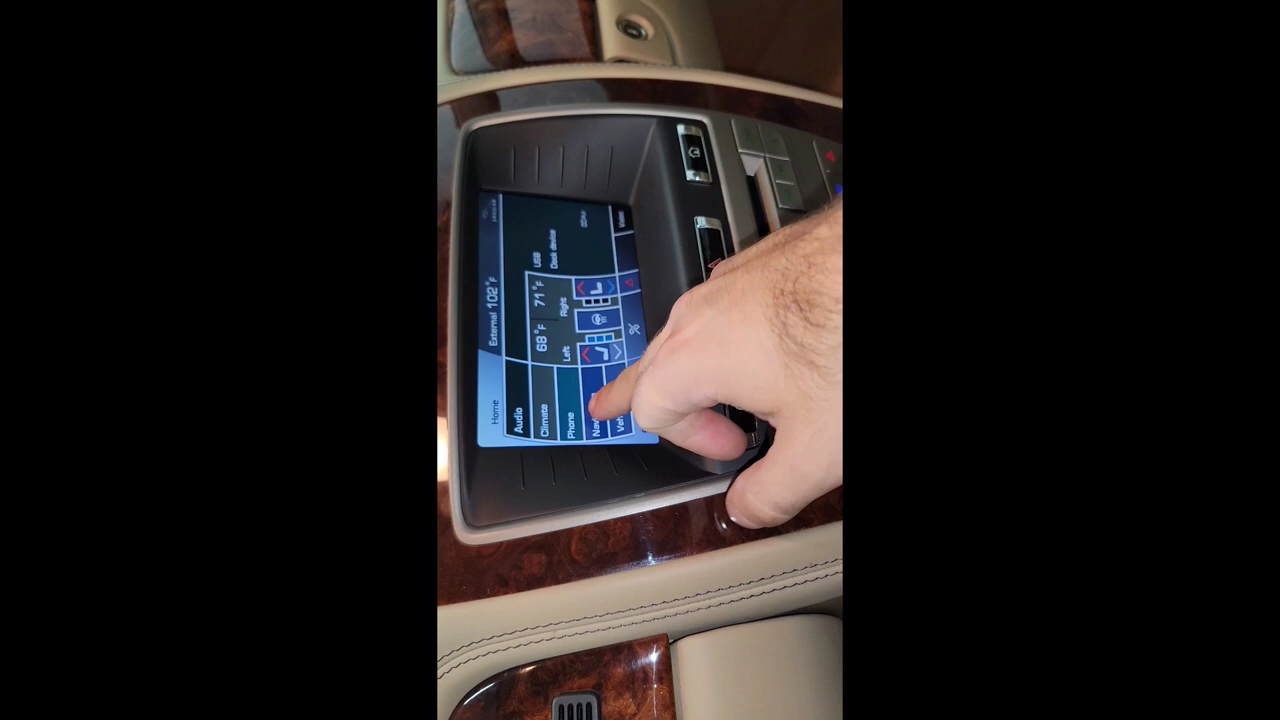 Home
External 102°F
Audio
Climate
Phone
68°F
71°F
Left
Right
USB
Dock device